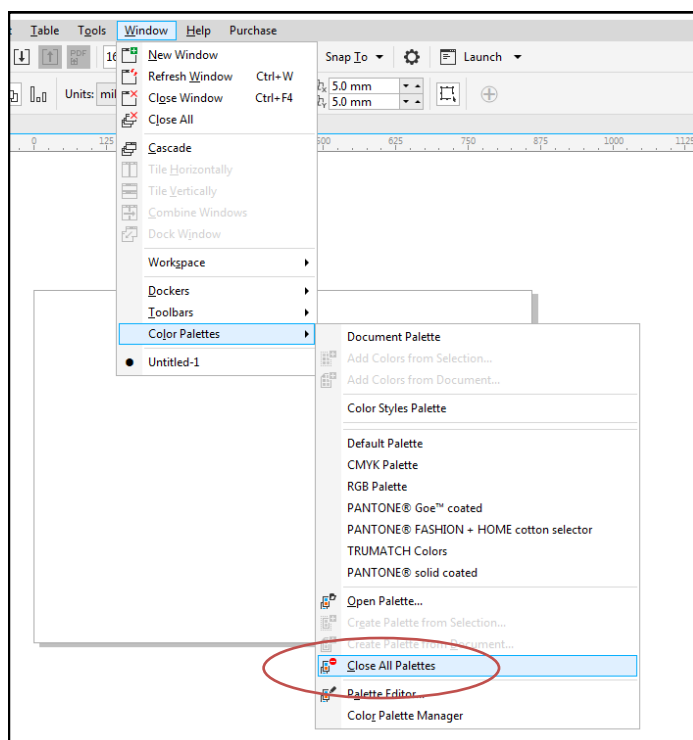 Table Tools Window Help Purchase
PDF 16 Snap To Launch
Units: mil 5.0 mm
5.0 mm
0 125 500 625 750 875 1000 1125
New Window
Refresh Window Ctrl+W
Close Window Ctrl+F4
Close All
Cascade
Tile Horizontally
Tile Vertically
Combine Windows
Dock Window
Workspace
Dockers
Toolbars
Color Palettes
Untitled-1
Document Palette
Add Colors from Selection...
Add Colors from Document...
Color Styles Palette
Default Palette
CMYK Palette
RGB Palette
PANTONE® Goe™ coated
PANTONE® FASHION + HOME cotton selector
TRUMATCH Colors
PANTONE® solid coated
Open Palette...
Create Palette from Selection...
Create Palette from Document...
Close All Palettes
Palette Editor...
Color Palette Manager